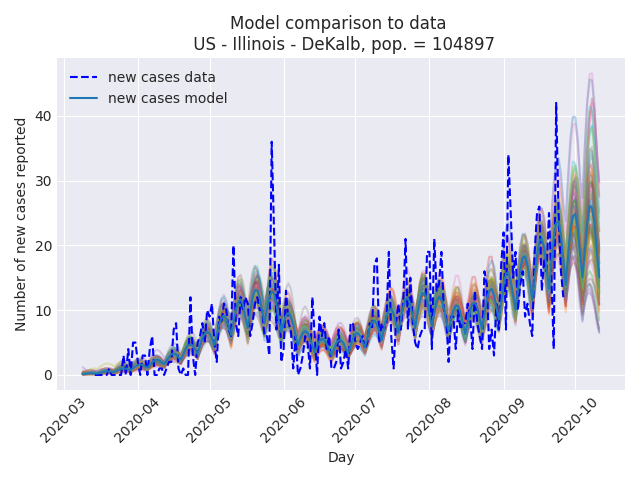 Model comparison to data
US - Illinois - DeKalb, pop. = 104897
new cases data
new cases model
Number of new cases reported
40
30
20
10
0
2020-03
2020-04
2020-05
2020-06
2020-07
2020-08
2020-09
2020-10
Day